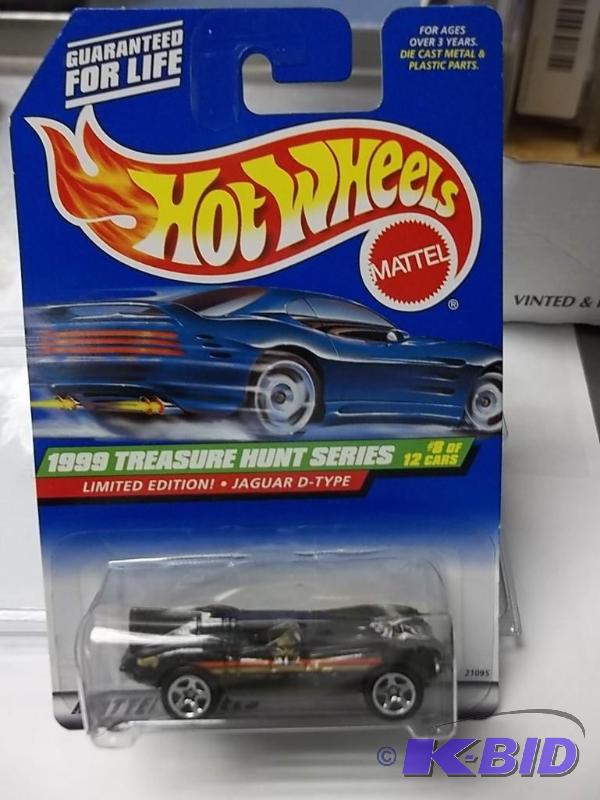 GUARANTEED
FOR LIFE
FOR AGES
OVER 3 YEARS.
DIE CAST METAL &
PLASTIC PARTS.
HOT WHEELS
MATTEL
®
VINTED &
1999 TREASURE HUNT SERIES
#8 OF
12 CARS
LIMITED EDITION! • JAGUAR D-TYPE
21095
© K-BID